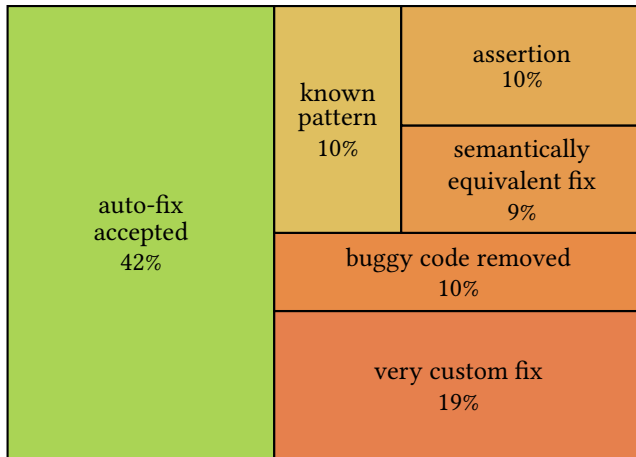 auto-fix
accepted
42%
known
pattern
10%
assertion
10%
semantically
equivalent fix
9%
buggy code removed
10%
very custom fix
19%